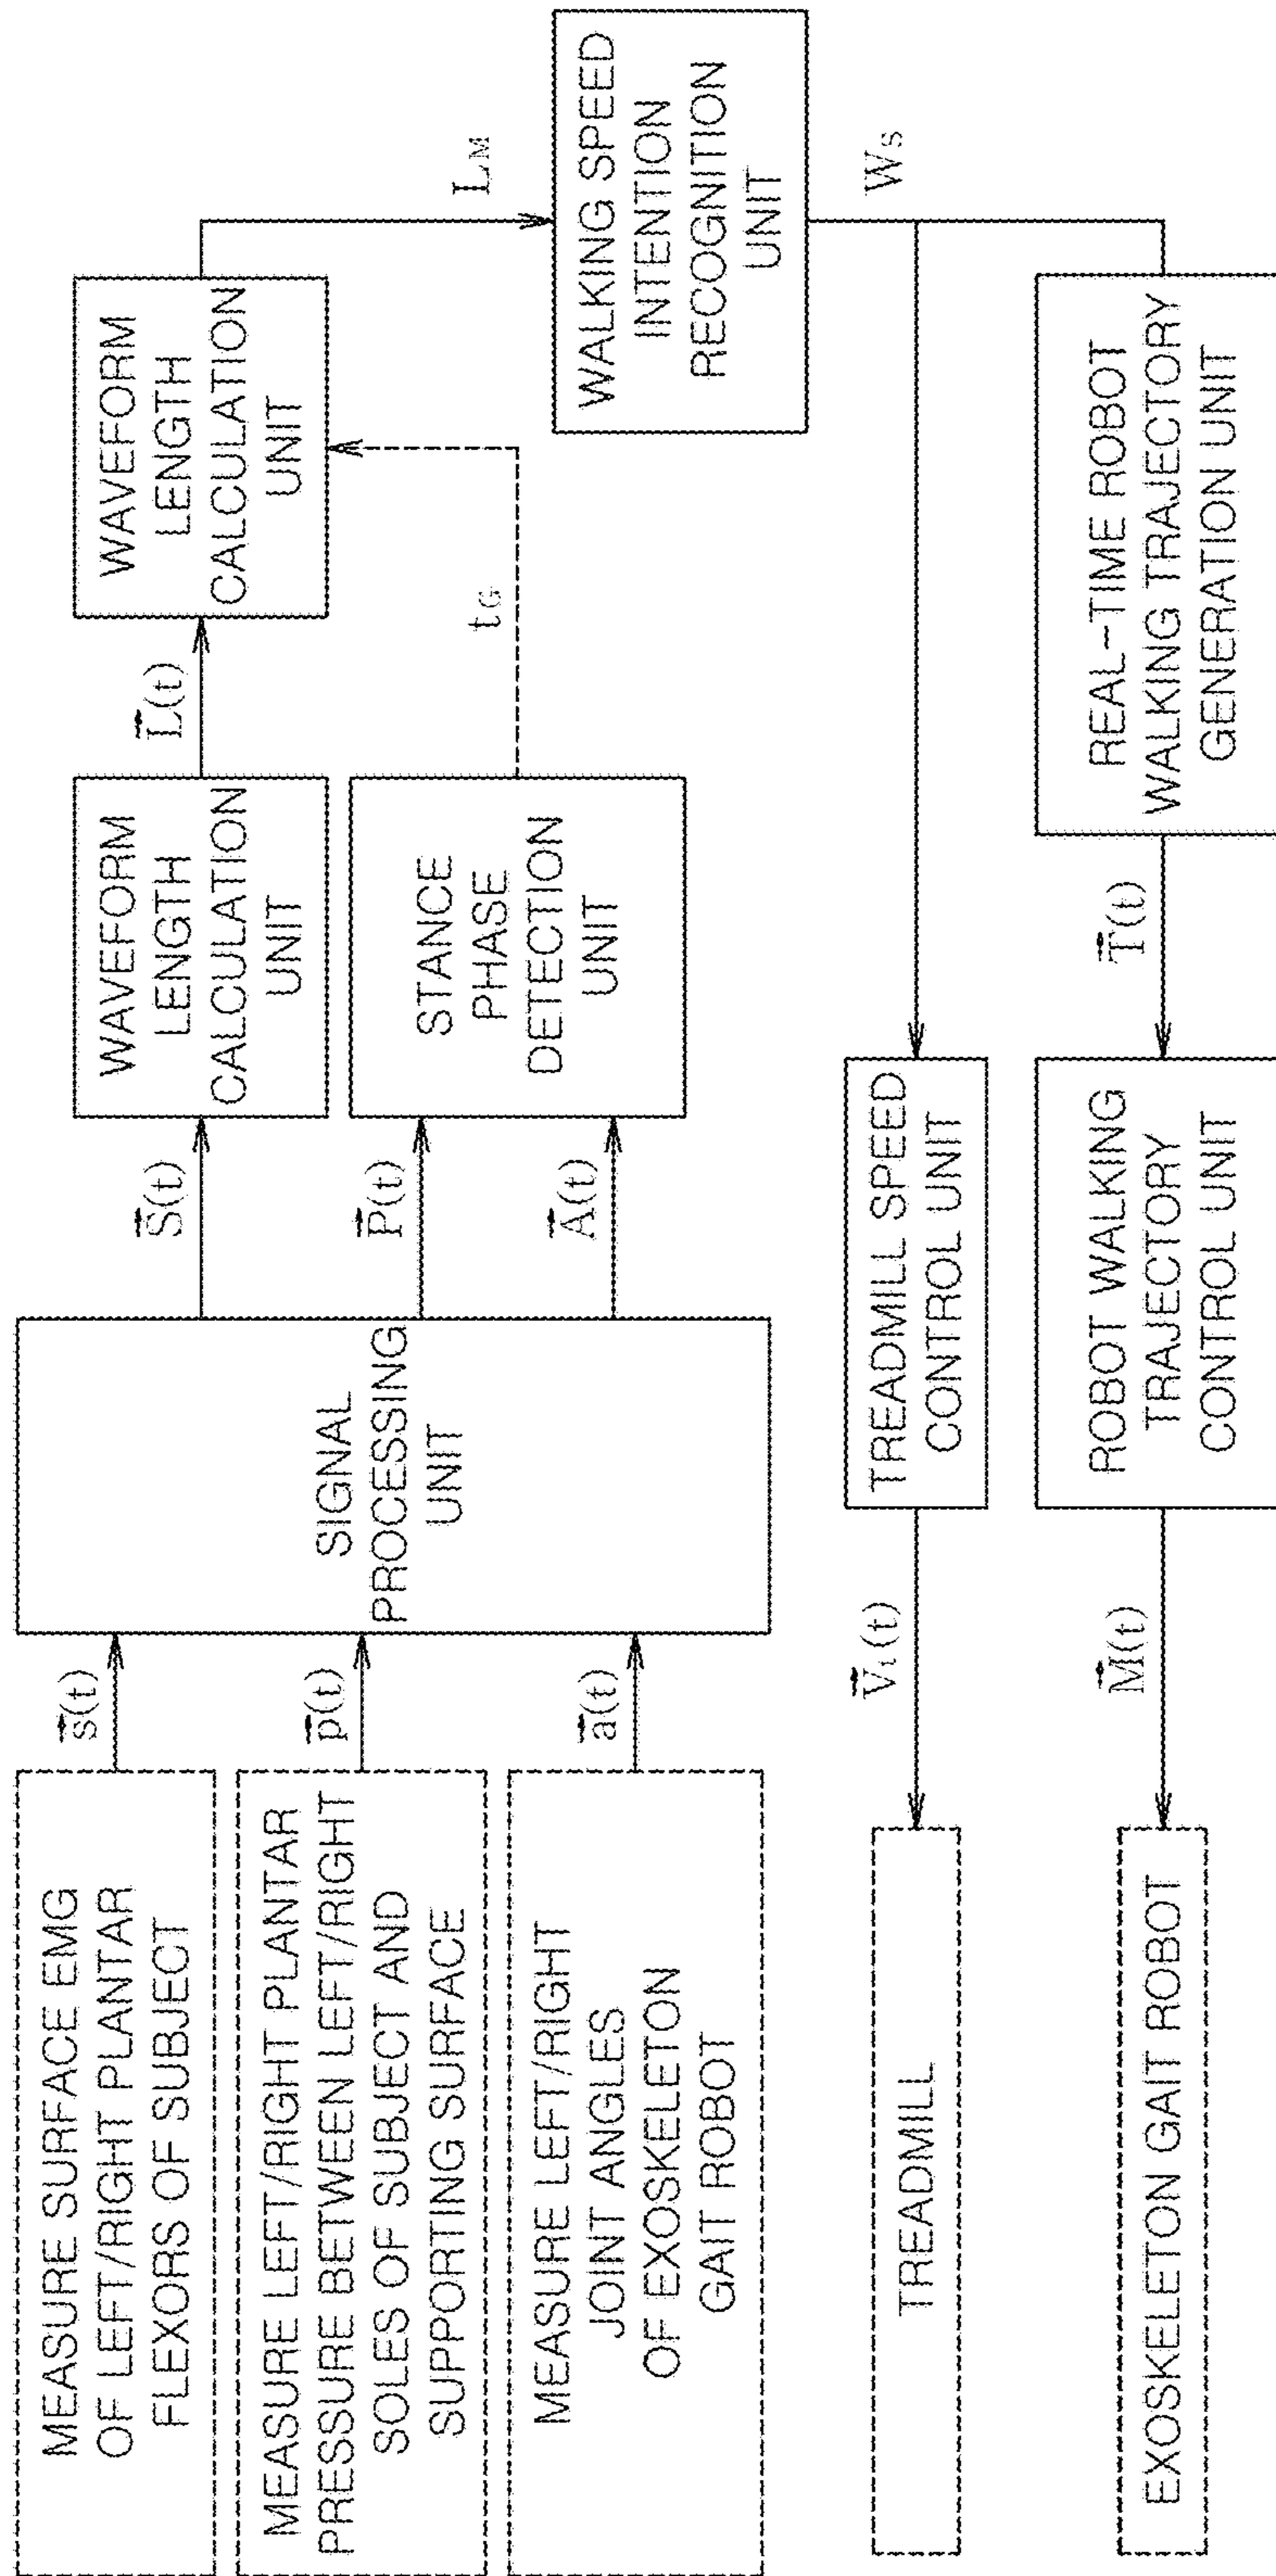 MEASURE SURFACE EMG
OF LEFT/RIGHT PLANTAR
FLEXORS OF SUBJECT
s⃗(t)
MEASURE LEFT/RIGHT PLANTAR
PRESSURE BETWEEN LEFT/RIGHT
SOLES OF SUBJECT AND
SUPPORTING SURFACE
p⃗(t)
MEASURE LEFT/RIGHT
JOINT ANGLES
OF EXOSKELETON
GAIT ROBOT
a⃗(t)
SIGNAL
PROCESSING
UNIT
S⃗(t)
P⃗(t)
A⃗(t)
WAVEFORM
LENGTH
CALCULATION
UNIT
L⃗(t)
STANCE
PHASE
DETECTION
UNIT
tG
WAVEFORM
LENGTH
CALCULATION
UNIT
LM
WALKING SPEED
INTENTION
RECOGNITION
UNIT
WS
TREADMILL
V⃗t(t)
TREADMILL SPEED
CONTROL UNIT
EXOSKELETON GAIT ROBOT
M⃗(t)
ROBOT WALKING
TRAJECTORY
CONTROL UNIT
T⃗(t)
REAL-TIME ROBOT
WALKING TRAJECTORY
GENERATION UNIT